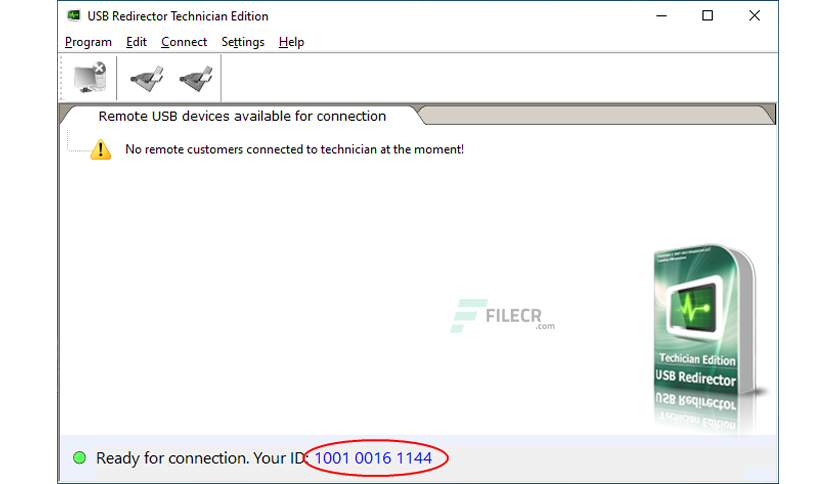 USB Redirector Technician Edition
Program Edit Connect Settings Help
Remote USB devices available for connection
No remote customers connected to technician at the moment!
FILECR
.com
Techician Edition
USB Redirector
Ready for connection. Your ID: 1001 0016 1144